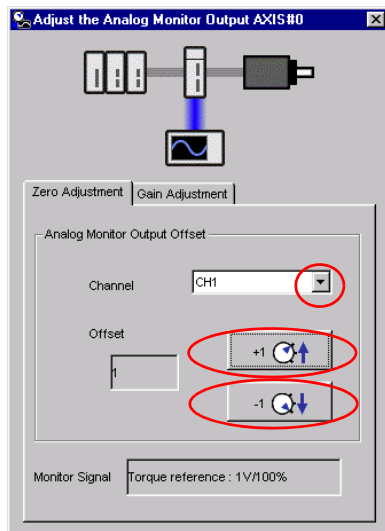 Adjust the Analog Monitor Output AXIS#0
Zero Adjustment
Gain Adjustment
Analog Monitor Output Offset
Channel
CH1
Offset
+1
1
-1
Monitor Signal
Torque reference : 1V/100%